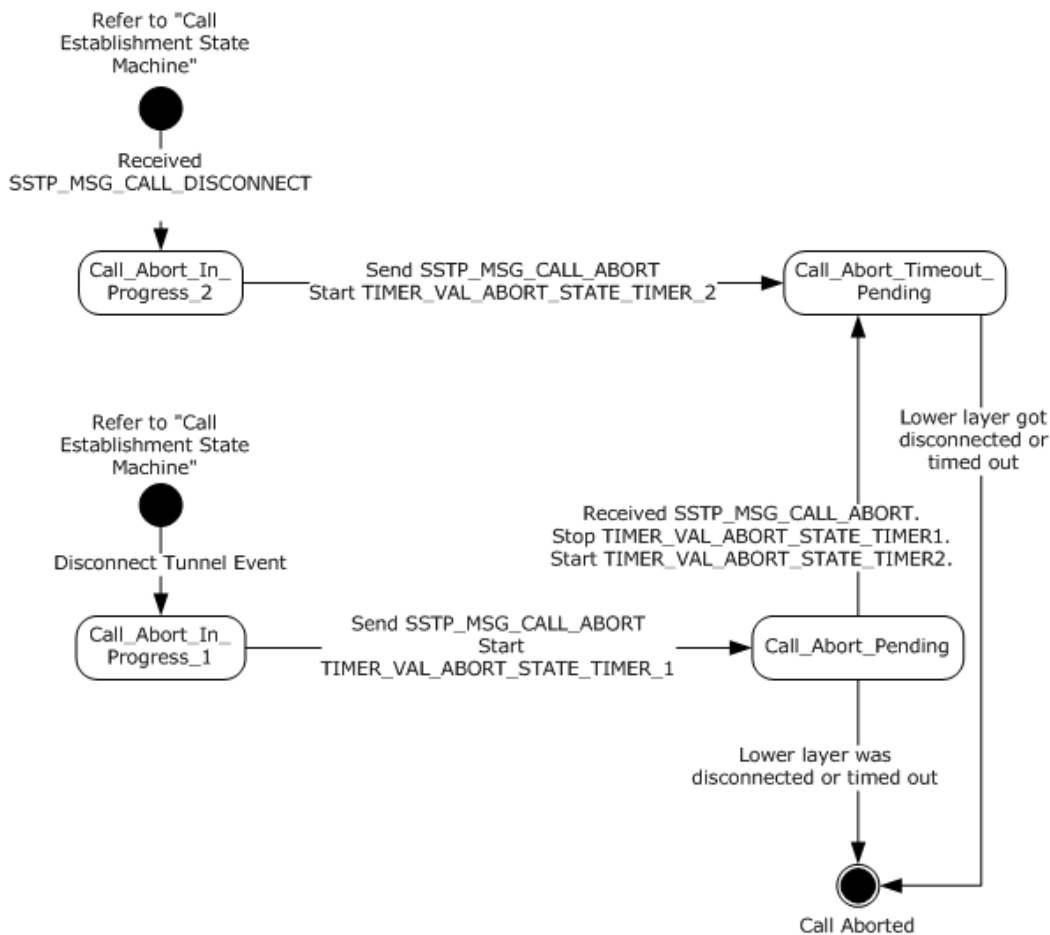 Refer to "Call
Establishment State
Machine"
Received
SSTP_MSG_CALL_DISCONNECT
Call_Abort_In_
Progress_2
Send SSTP_MSG_CALL_ABORT
Start TIMER_VAL_ABORT_STATE_TIMER_2
Call_Abort_Timeout_
Pending
Refer to "Call
Establishment State
Machine"
Lower layer got
disconnected or
timed out
Received SSTP_MSG_CALL_ABORT.
Stop TIMER_VAL_ABORT_STATE_TIMER1.
Start TIMER_VAL_ABORT_STATE_TIMER2.
Disconnect Tunnel Event
Call_Abort_In_
Progress_1
Send SSTP_MSG_CALL_ABORT
Start
TIMER_VAL_ABORT_STATE_TIMER_1
Call_Abort_Pending
Lower layer was
disconnected or timed out
Call Aborted